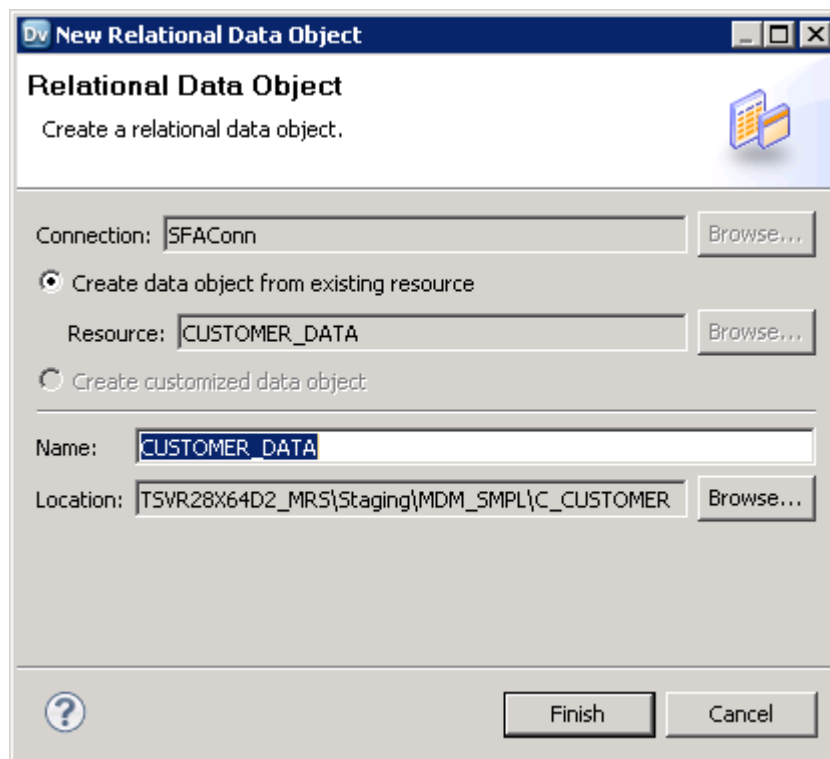 Dv New Relational Data Object
Relational Data Object
Create a relational data object.
Connection: SFAConn Browse...
Create data object from existing resource
Resource: CUSTOMER_DATA Browse...
Create customized data object
Name: CUSTOMER_DATA
Location: TSVR28X64D2_MRS\Staging\MDM_SMPL\C_CUSTOMER Browse...
? Finish Cancel